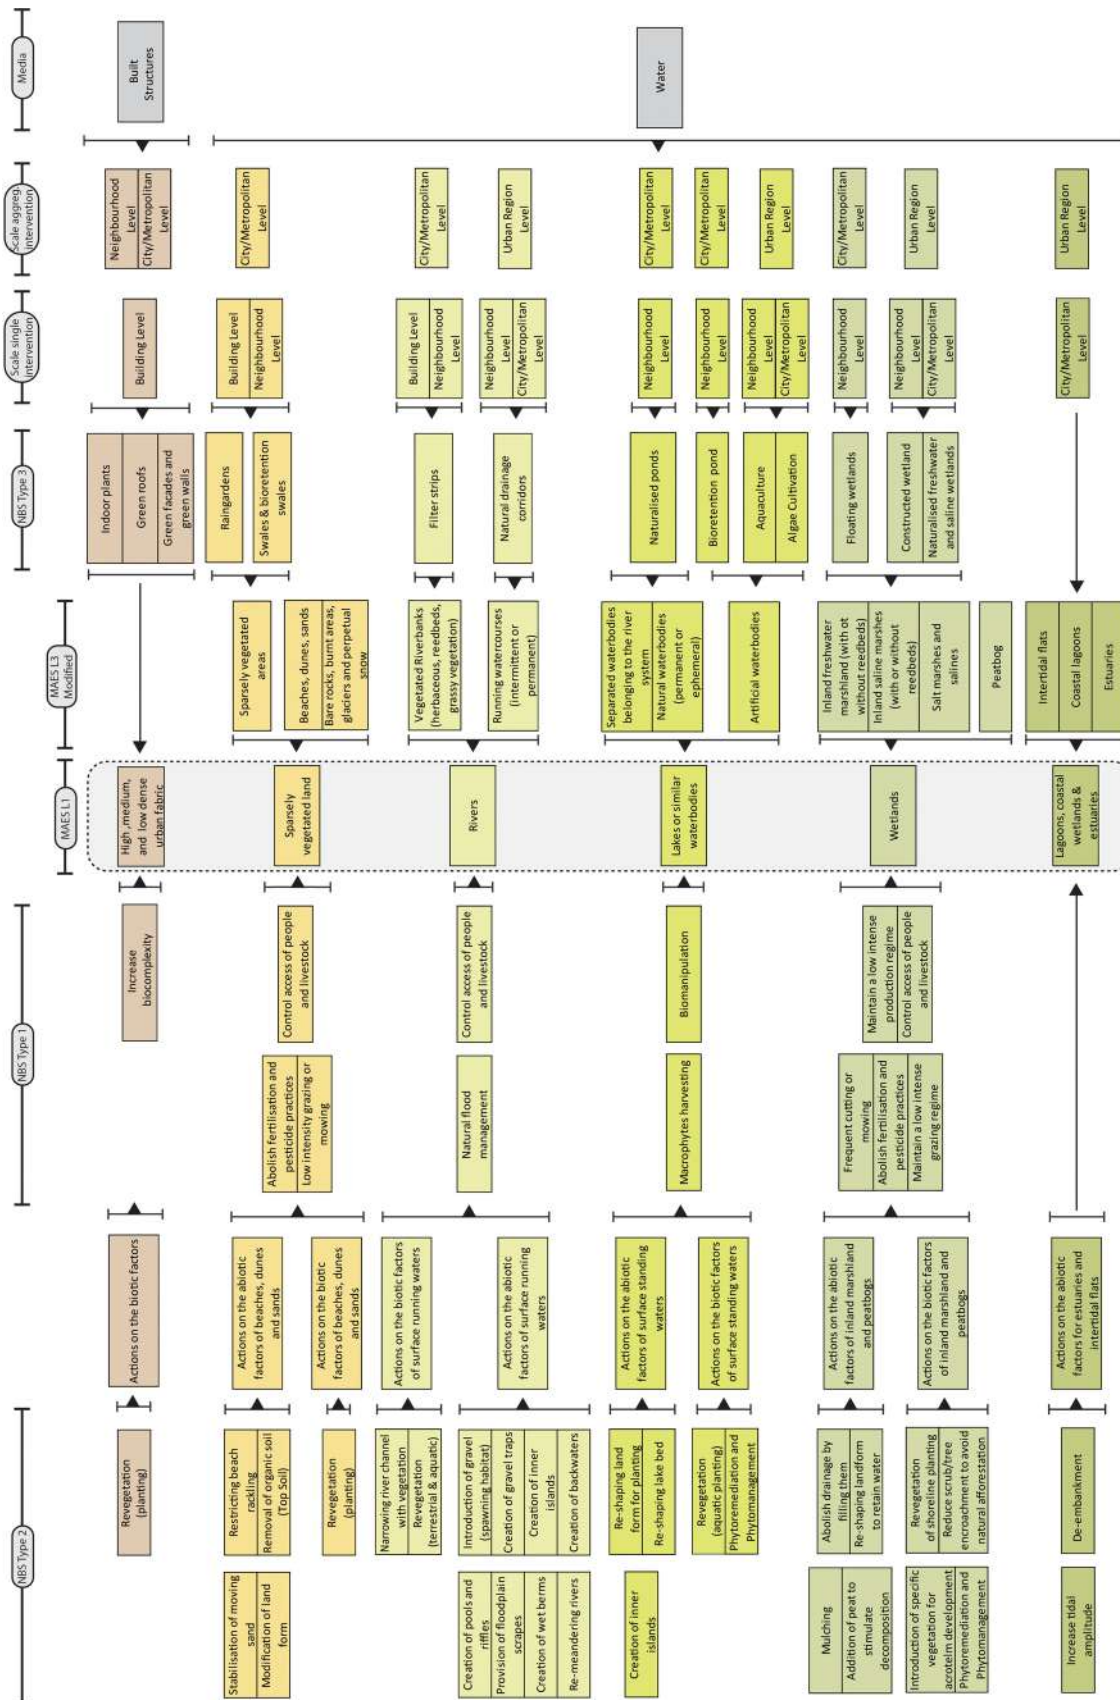 NBS Type 2
NBS Type 1
MAES L1
MAES L3
Modified
NBS Type 3
Scale single
intervention
Scale aggreg.
intervention
Media
Revegetation
(planting)
Actions on the biotic factors
Increase
biocomplexity
High ,medium,
and low dense
urban fabric
Indoor plants
Green roofs
Green facades and
green walls
Building Level
Neighbourhood
Level
City/Metropolitan
Level
Built
Structures
Stabilisation of moving
sand
Modification of land
form
Restricting beach
rackling
Removal of organic soil
(Top Soil)
Revegetation
(planting)
Actions on the abiotic
factors of beaches, dunes
and sands
Actions on the biotic
factors of beaches, dunes
and sands
Abolish fertilisation and
pesticide practices
Low intensity grazing or
mowing
Control access of people
and livestock
Sparsely
vegetated land
Sparsely vegetated
areas
Beaches, dunes, sands
Bare rocks, burnt areas,
glaciers and perpetual
snow
Raingardens
Swales & bioretention
swales
Building Level
Neighbourhood
Level
City/Metropolitan
Level
Creation of pools and
riffles
Provision of floodplain
scrapes
Creation of wet berms
Re-meandering rivers
Narrowing river channel
with vegetation
Revegetation
(terrestrial & aquatic)
Introduction of gravel
(spawning habitat)
Creation of gravel traps
Creation of inner
islands
Creation of backwaters
Actions on the biotic factors
of surface running waters
Actions on the abiotic
factors of surface running
waters
Natural flood
management
Control access of people
and livestock
Rivers
Vegetated Riverbanks
(herbaceous, reedbeds,
grassy vegetation)
Running watercourses
(intermittent or
permanent)
Filter strips
Natural drainage
corridors
Building Level
Neighbourhood
Level
Neighbourhood
Level
City/Metropolitan
Level
City/Metropolitan
Level
Urban Region
Level
Water
Creation of inner
islands
Re-shaping land
form for planting
Re-shaping lake bed
Revegetation
(aquatic planting)
Phytoremediation and
Phytomanagement
Actions on the abiotic
factors of surface standing
waters
Actions on the biotic factors
of surface standing waters
Macrophytes harvesting
Biomanipulation
Lakes or similar
waterbodies
Separated waterbodies
belonging to the river
system
Natural waterbodies
(permanent or
ephemeral)
Artificial waterbodies
Naturalised ponds
Bioretention pond
Aquaculture
Algae Cultivation
Neighbourhood
Level
Neighbourhood
Level
Neighbourhood
Level
City/Metropolitan
Level
City/Metropolitan
Level
City/Metropolitan
Level
Urban Region
Level
Mulching
Addition of peat to
stimulate
decomposition
Introduction of specific
vegetation for
acrotelm development
Phytoremediation and
Phytomanagement
Abolish drainage by
filling them
Re-shaping landform
to retain water
Revegetation
of shoreline planting
Reduce scrub/tree
encroachment to avoid
natural afforestation
Actions on the abiotic
factors of inland marshland
and peatbogs
Actions on the biotic factors
of inland marshland and
peatbogs
Frequent cutting or
mowing
Abolish fertilisation and
pesticide practices
Maintain a low intense
grazing regime
Maintain a low intense
production regime
Control access of people
and livestock
Wetlands
Inland freshwater
marshland (with ot
without reedbeds)
Inland saline marshes
(with or without
reedbeds)
Salt marshes and
salines
Peatbog
Floating wetlands
Constructed wetland
Naturalised freshwater
and saline wetlands
Neighbourhood
Level
Neighbourhood
Level
City/Metropolitan
Level
City/Metropolitan
Level
Urban Region
Level
Increase tidal
amplitude
De-embankment
Actions on the abiotic
factors for estuaries and
intertidal flats
Lagoons, coastal
wetlands &
estuaries
Intertidal flats
Coastal lagoons
Estuaries
City/Metropolitan
Level
Urban Region
Level